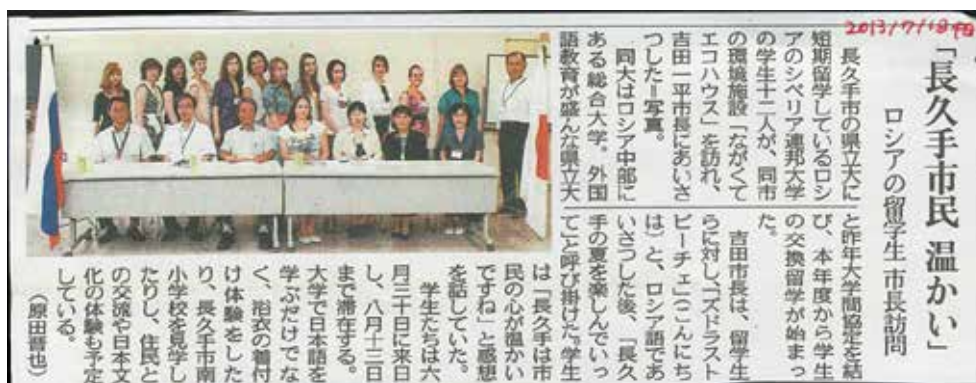 2013/7/18
「長久手市民 温かい」
ロシアの留学生 市長訪問
長久手市の県立大に
短期留学しているロシ
アのシベリア連邦大学
の学生十二人が、同市
の環境施設「ながくて
エコハウス」を訪れ、
吉田一平市長にあいさ
つした＝写真。
同大はロシア中部に
ある総合大学。外国
語教育が盛んな県立大
と昨年大学間協定を結
び、本年度から学生
の交換留学が始まっ
た。
吉田市長は、留学生
らに対し、「ズドラスト
ビーチェ（こんにち
は）」と、ロシア語であ
いさつした後、「長久
手の夏を楽しんでいっ
て」と呼び掛けた。学生
は「長久手は市
民の心が温かい
ですね」と感想
を話していた。
学生たちは六
月三十日に来日
し、八月十三日
まで滞在する。
大学で日本語を
学ぶだけでな
く、浴衣の着付
け体験をした
り、長久手市南
小学校を見学し
たりし、住民と
の交流や日本文
化の体験も予定
している。
（原田晋也）